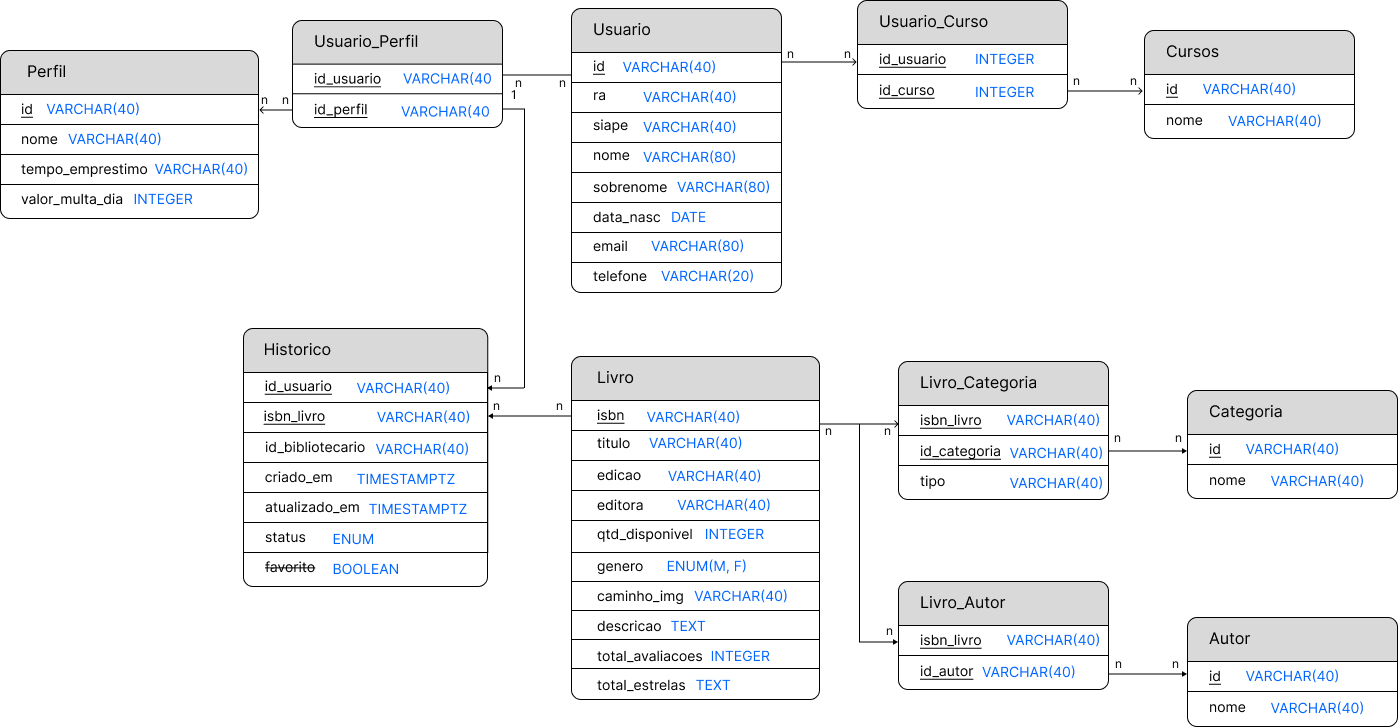 Perfil
id VARCHAR(40)
nome VARCHAR(40)
tempo_emprestimo VARCHAR(40)
valor_multa_dia INTEGER
n n
Usuario_Perfil
id_usuario VARCHAR(40
id_perfil VARCHAR(40
n
1
n
Usuario
id VARCHAR(40)
ra VARCHAR(40)
siape VARCHAR(40)
nome VARCHAR(80)
sobrenome VARCHAR(80)
data_nasc DATE
email VARCHAR(80)
telefone VARCHAR(20)
n n
Usuario_Curso
id_usuario INTEGER
id_curso INTEGER
n n
Cursos
id VARCHAR(40)
nome VARCHAR(40)
Historico
id_usuario VARCHAR(40)
isbn_livro VARCHAR(40)
id_bibliotecario VARCHAR(40)
criado_em TIMESTAMPTZ
atualizado_em TIMESTAMPTZ
status ENUM
favorito BOOLEAN
n
n n
Livro
isbn VARCHAR(40)
titulo VARCHAR(40)
edicao VARCHAR(40)
editora VARCHAR(40)
qtd_disponivel INTEGER
genero ENUM(M, F)
caminho_img VARCHAR(40)
descricao TEXT
total_avaliacoes INTEGER
total_estrelas TEXT
n n
n
Livro_Categoria
isbn_livro VARCHAR(40)
id_categoria VARCHAR(40)
tipo VARCHAR(40)
n n
Categoria
id VARCHAR(40)
nome VARCHAR(40)
Livro_Autor
isbn_livro VARCHAR(40)
id_autor VARCHAR(40)
n n
Autor
id VARCHAR(40)
nome VARCHAR(40)